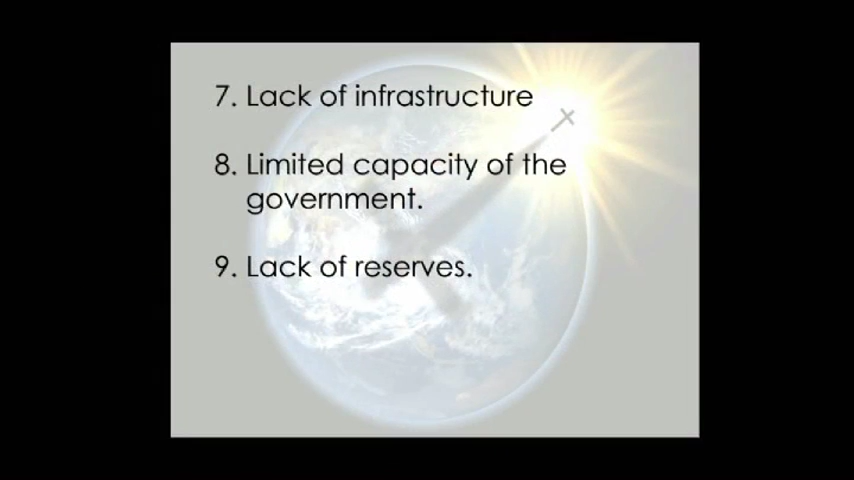 7. Lack of infrastructure
8. Limited capacity of the
government.
9. Lack of reserves.